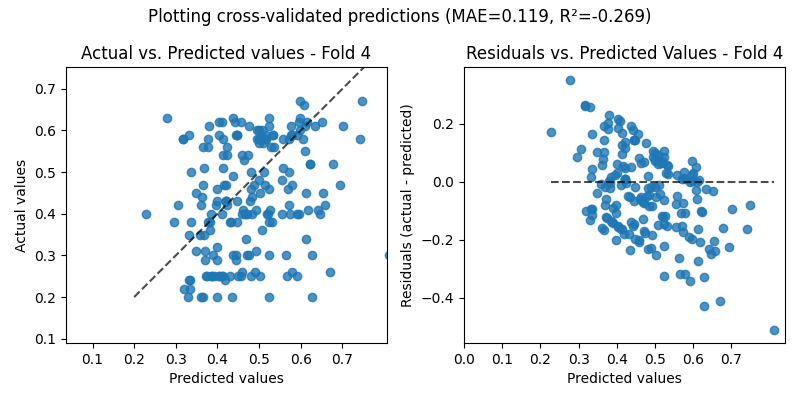 Plotting cross-validated predictions (MAE=0.119, R²=-0.269)
Actual vs. Predicted values - Fold 4
Actual values
0.7
0.6
0.5
0.4
0.3
0.2
0.1
0.1 0.2 0.3 0.4 0.5 0.6 0.7
Predicted values
Residuals vs. Predicted Values - Fold 4
Residuals (actual - predicted)
0.2
0.0
−0.2
−0.4
0.0 0.1 0.2 0.3 0.4 0.5 0.6 0.7
Predicted values